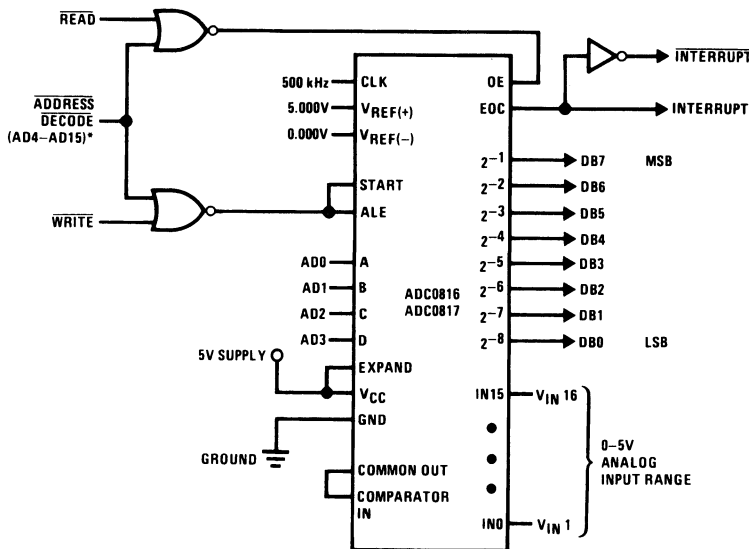 READ
ADDRESS
DECODE
(AD4–AD15)*
WRITE
500 kHz
5.000V
0.000V
CLK
VREF(+)
VREF(−)
START
ALE
AD0
AD1
AD2
AD3
A
B
C
D
5V SUPPLY
EXPAND
VCC
GND
GROUND
COMMON OUT
COMPARATOR
IN
ADC0816
ADC0817
OE
EOC
INTERRUPT
INTERRUPT
2−1 DB7 MSB
2−2 DB6
2−3 DB5
2−4 DB4
2−5 DB3
2−6 DB2
2−7 DB1
2−8 DB0 LSB
IN15 VIN 16
IN0 VIN 1
0–5V
ANALOG
INPUT RANGE